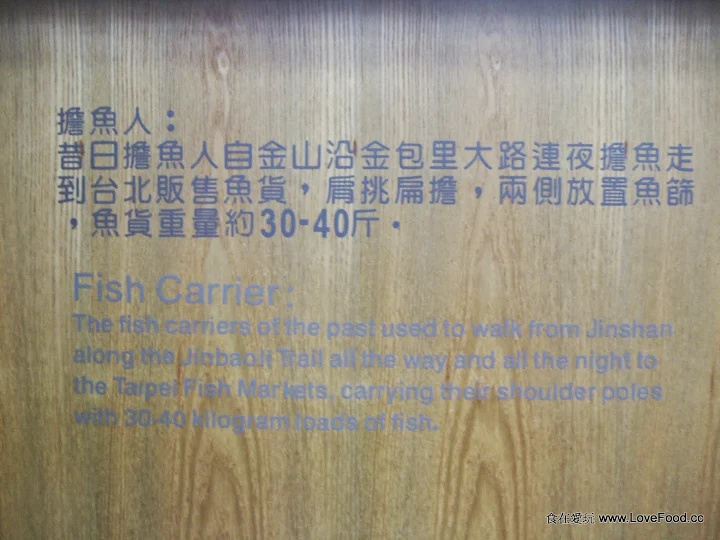 擔魚人：
昔日擔魚人自金山沿金包里大路連夜擔魚走
到台北販售魚貨，肩挑扁擔，兩側放置魚篩
，魚貨重量約30-40斤。
Fish Carrier:
The fish carriers of the past used to walk from Jinshan
along the Jinbaoli Trail all the way and all the night to
the Taipei Fish Markets, carrying their shoulder poles
with 30-40 kilogram loads of fish.
食在愛玩 www.LoveFood.cc